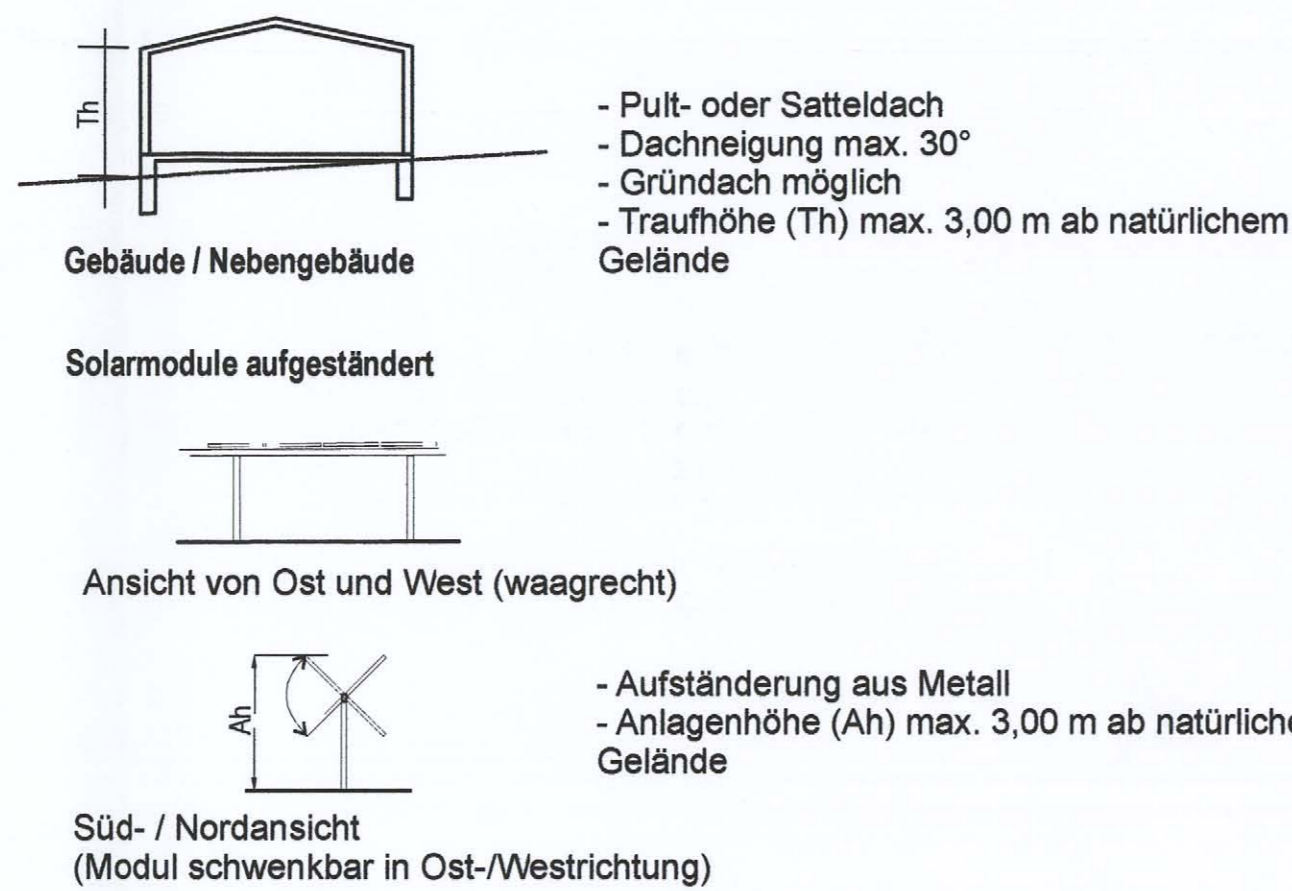 Th
- Pult- oder Satteldach
- Dachneigung max. 30°
- Gründach möglich
- Traufhöhe (Th) max. 3,00 m ab natürlichem
Gelände
Gebäude / Nebengebäude
Solarmodule aufgeständert
Ansicht von Ost und West (waagrecht)
Ah
- Aufständerung aus Metall
- Anlagenhöhe (Ah) max. 3,00 m ab natürliche
Gelände
Süd- / Nordansicht
(Modul schwenkbar in Ost-/Westrichtung)